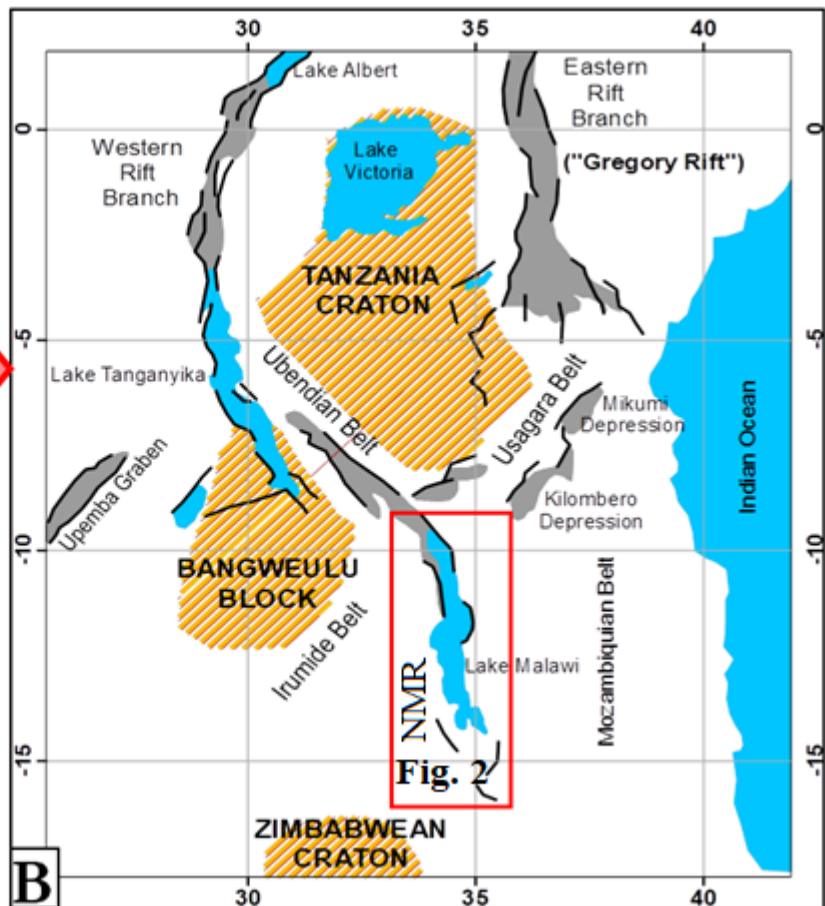 30
35
40
Lake Albert
Eastern
Rift
Branch
("Gregory Rift")
0
Western
Rift
Branch
Lake
Victoria
TANZANIA
CRATON
-5
Lake Tanganyika
Ubendian Belt
Usagara Belt
Mikumi
Depression
Indian Ocean
Upemba Graben
Kilombero
Depression
-10
-10
BANGWEULU
BLOCK
Irumide Belt
Mozambiquian Belt
Lake Malawi
NMR
Fig. 2
-15
-15
ZIMBABWEAN
CRATON
B
30
35
40
0
-5